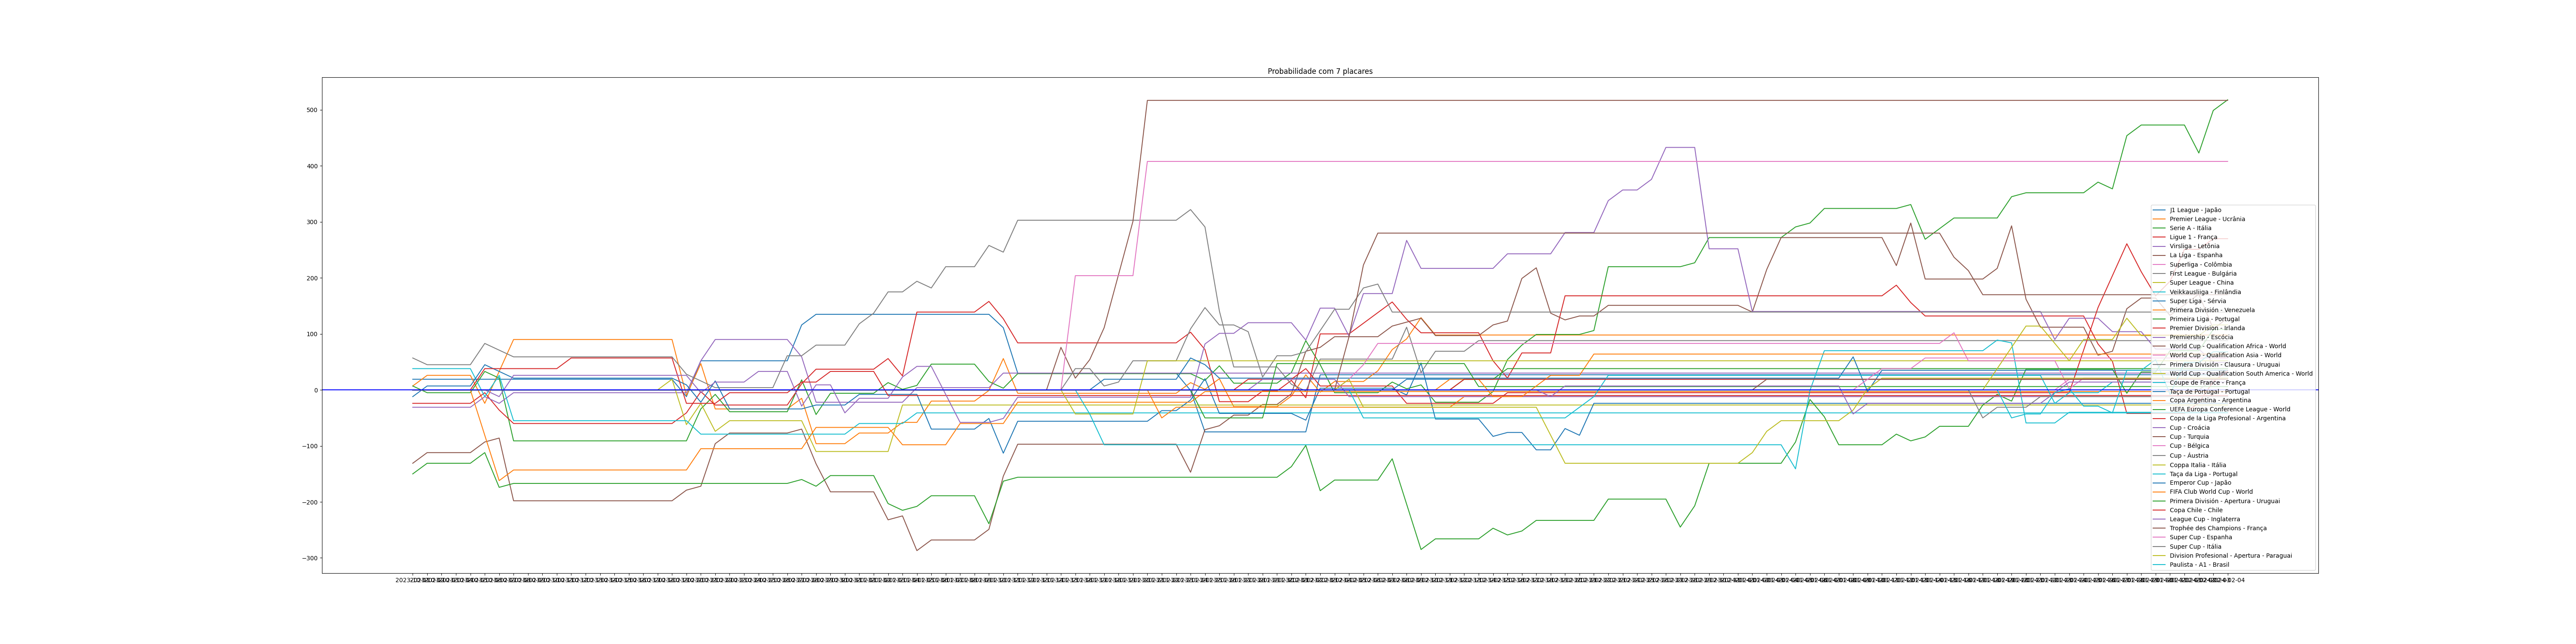 Probabilidade com 7 placares
500
400
300
200
100
0
−100
−200
−300
J1 League - Japão
Premier League - Ucrânia
Serie A - Itália
Ligue 1 - França
Virsliga - Letônia
La Liga - Espanha
Superliga - Colômbia
First League - Bulgária
Super League - China
Veikkausliiga - Finlândia
Super Liga - Sérvia
Primera División - Venezuela
Primeira Liga - Portugal
Premier Division - Irlanda
Premiership - Escócia
World Cup - Qualification Africa - World
World Cup - Qualification Asia - World
Primera División - Clausura - Uruguai
World Cup - Qualification South America - World
Coupe de France - França
Taça de Portugal - Portugal
Copa Argentina - Argentina
UEFA Europa Conference League - World
Copa de la Liga Profesional - Argentina
Cup - Croácia
Cup - Turquia
Cup - Bélgica
Cup - Áustria
Coppa Italia - Itália
Taça da Liga - Portugal
Emperor Cup - Japão
FIFA Club World Cup - World
Primera División - Apertura - Uruguai
Copa Chile - Chile
League Cup - Inglaterra
Trophée des Champions - França
Super Cup - Espanha
Super Cup - Itália
Division Profesional - Apertura - Paraguai
Paulista - A1 - Brasil